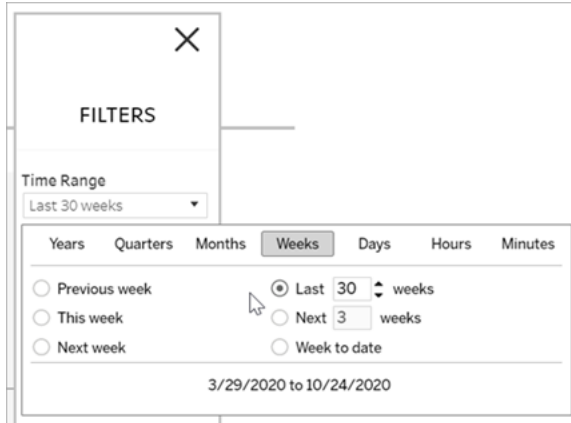 FILTERS
Time Range
Last 30 weeks
Years Quarters Months Weeks Days Hours Minutes
Previous week Last 30 weeks
This week Next 3 weeks
Next week Week to date
3/29/2020 to 10/24/2020